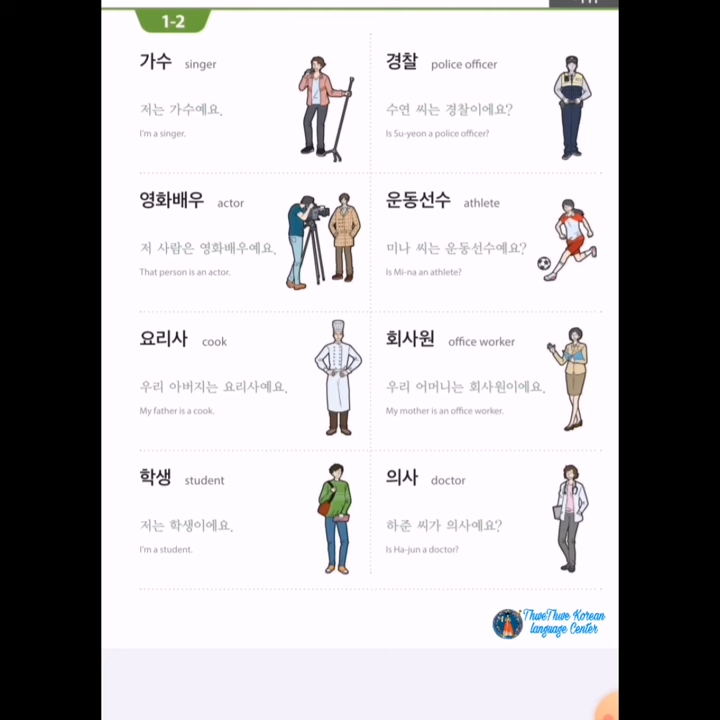 1-2
가수 singer
저는 가수예요.
I'm a singer.
경찰 police officer
수연 씨는 경찰이에요?
Is Su-yeon a police officer?
영화배우 actor
저 사람은 영화배우예요.
That person is an actor.
운동선수 athlete
미나 씨는 운동선수예요?
Is Mi-na an athlete?
요리사 cook
우리 아버지는 요리사예요.
My father is a cook.
회사원 office worker
우리 어머니는 회사원이에요.
My mother is an office worker.
학생 student
저는 학생이에요.
I'm a student.
의사 doctor
하준 씨가 의사예요?
Is Ha-jun a doctor?
ThweThwe Korean
language Center